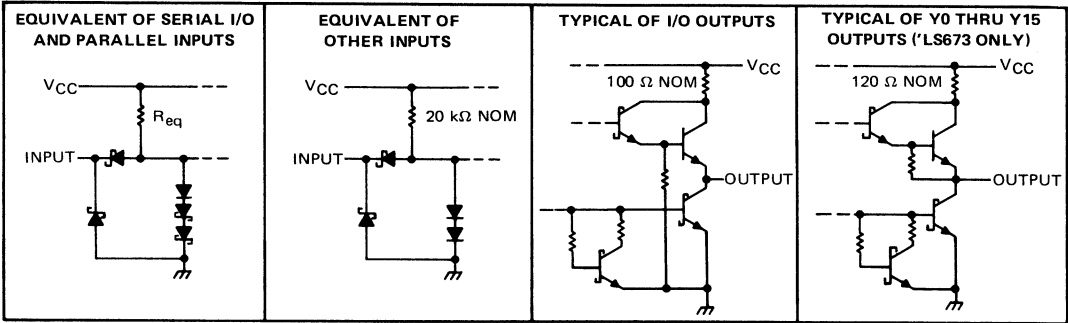 EQUIVALENT OF SERIAL I/O
AND PARALLEL INPUTS
VCC
Req
INPUT
EQUIVALENT OF
OTHER INPUTS
VCC
20 kΩ NOM
INPUT
TYPICAL OF I/O OUTPUTS
VCC
100 Ω NOM
OUTPUT
TYPICAL OF Y0 THRU Y15
OUTPUTS ('LS673 ONLY)
VCC
120 Ω NOM
OUTPUT